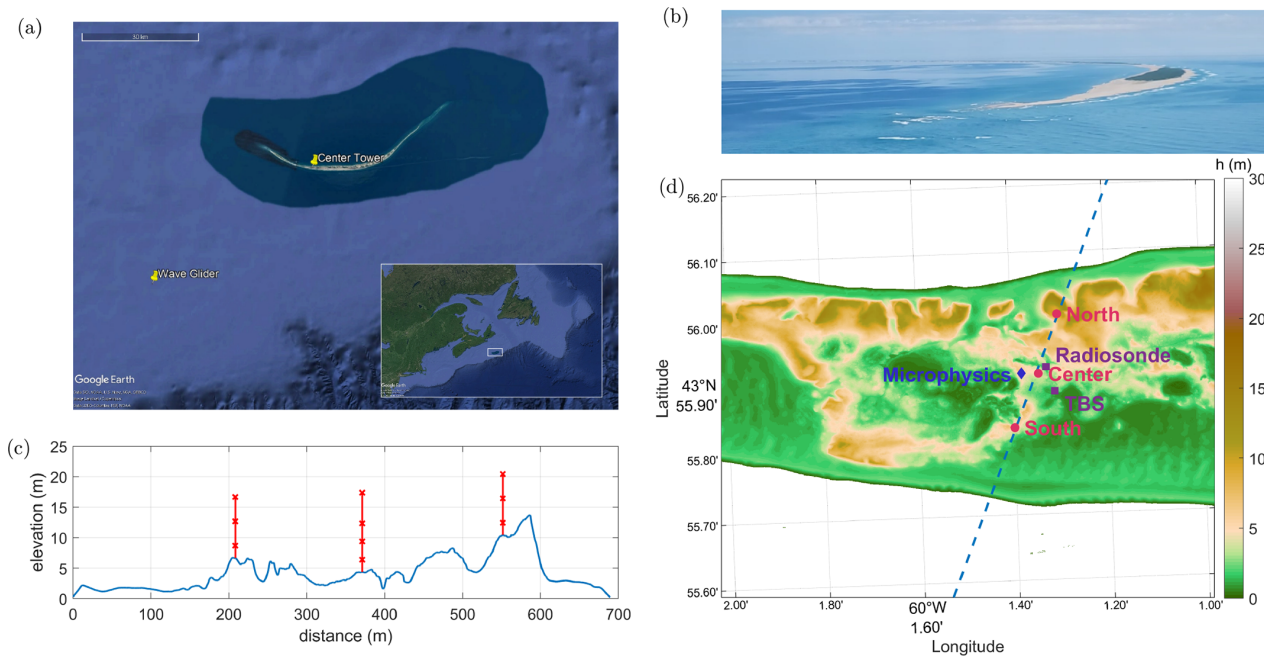 (a)
30 km
Center Tower
Wave Glider
Google Earth
Google Earth
(b)
(c)
elevation (m)
25
20
15
10
5
0
0 100 200 300 400 500 600 700
distance (m)
(d)
h (m)
56.20'
56.10'
56.00'
43°N
55.90'
55.80'
55.70'
55.60'
Latitude
North
Radiosonde
Microphysics
Center
TBS
South
2.00' 1.80' 60°W 1.40' 1.20' 1.00'
1.60'
Longitude
30
25
20
15
10
5
0